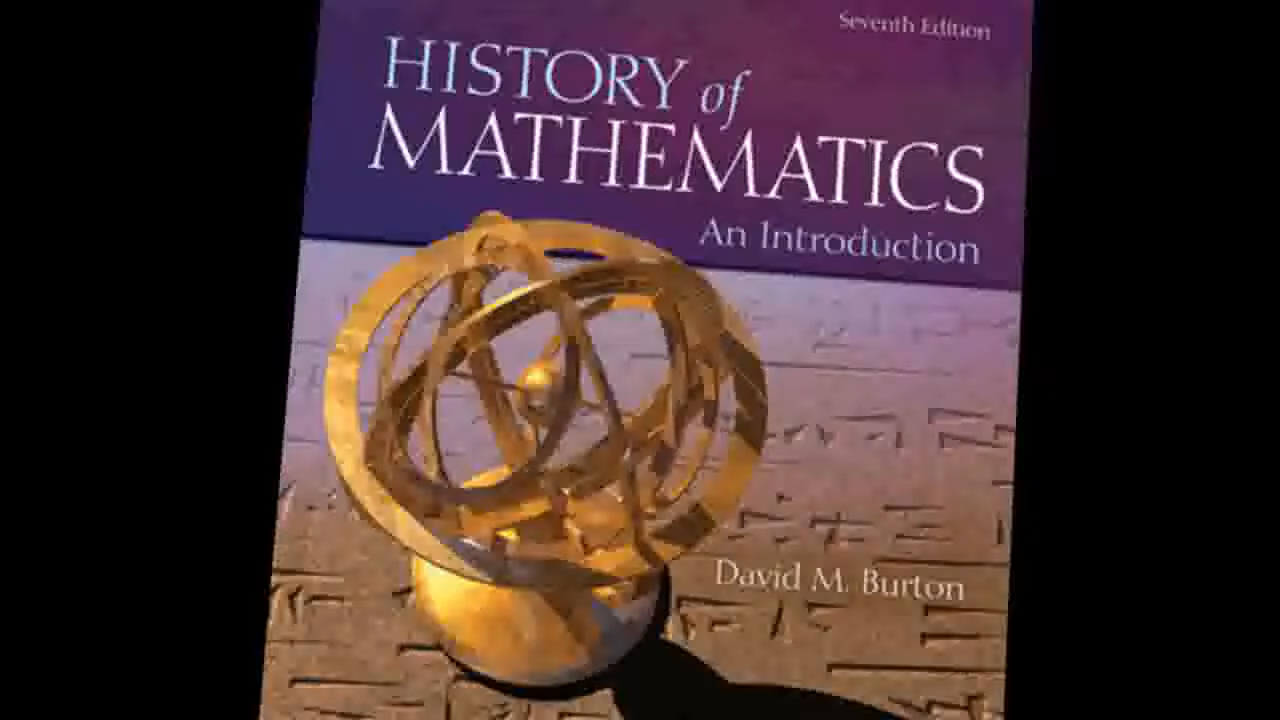 Seventh Edition
HISTORY of
MATHEMATICS
An Introduction
David M. Burton